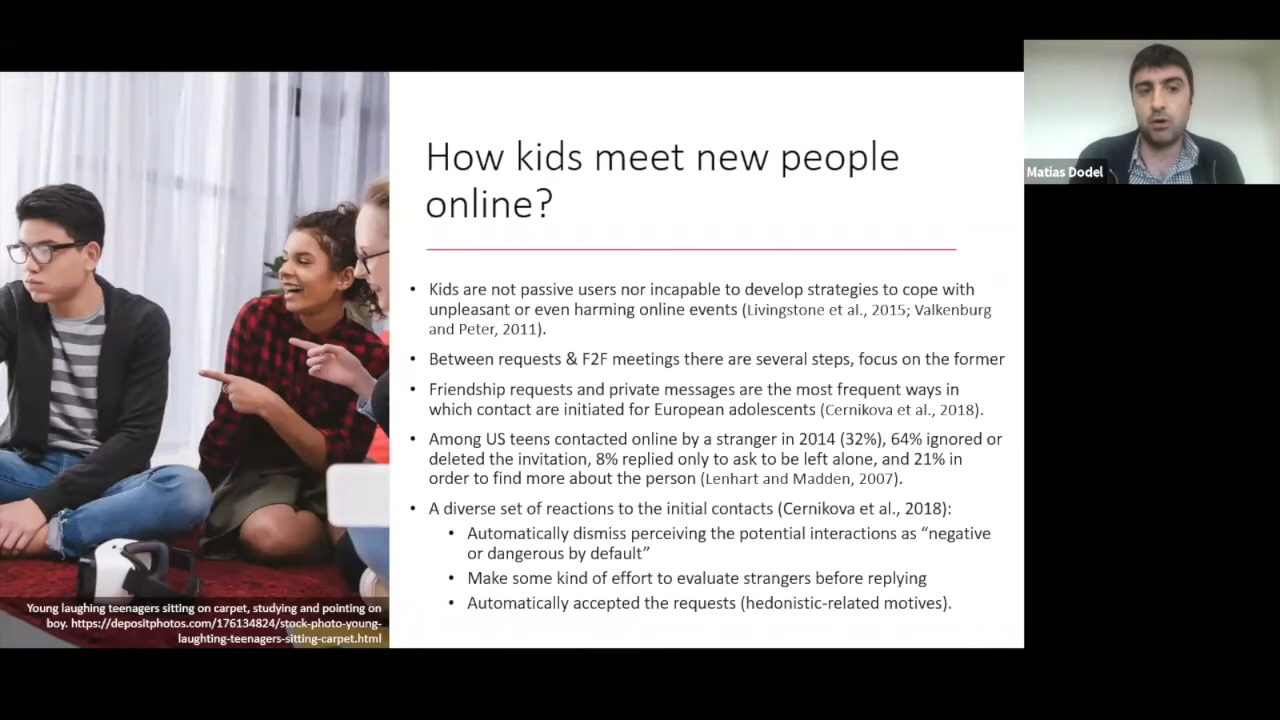 How kids meet new people
online?
• Kids are not passive users nor incapable to develop strategies to cope with
unpleasant or even harming online events (Livingstone et al., 2015; Valkenburg
and Peter, 2011).
• Between requests & F2F meetings there are several steps, focus on the former
• Friendship requests and private messages are the most frequent ways in
which contact are initiated for European adolescents (Cernikova et al., 2018).
• Among US teens contacted online by a stranger in 2014 (32%), 64% ignored or
deleted the invitation, 8% replied only to ask to be left alone, and 21% in
order to find more about the person (Lenhart and Madden, 2007).
• A diverse set of reactions to the initial contacts (Cernikova et al., 2018):
• Automatically dismiss perceiving the potential interactions as “negative
or dangerous by default”
• Make some kind of effort to evaluate strangers before replying
• Automatically accepted the requests (hedonistic-related motives).
Young laughing teenagers sitting on carpet, studying and pointing on
boy. https://depositphotos.com/176134824/stock-photo-young-
laughting-teenagers-sitting-carpet.html
Matias Dodel